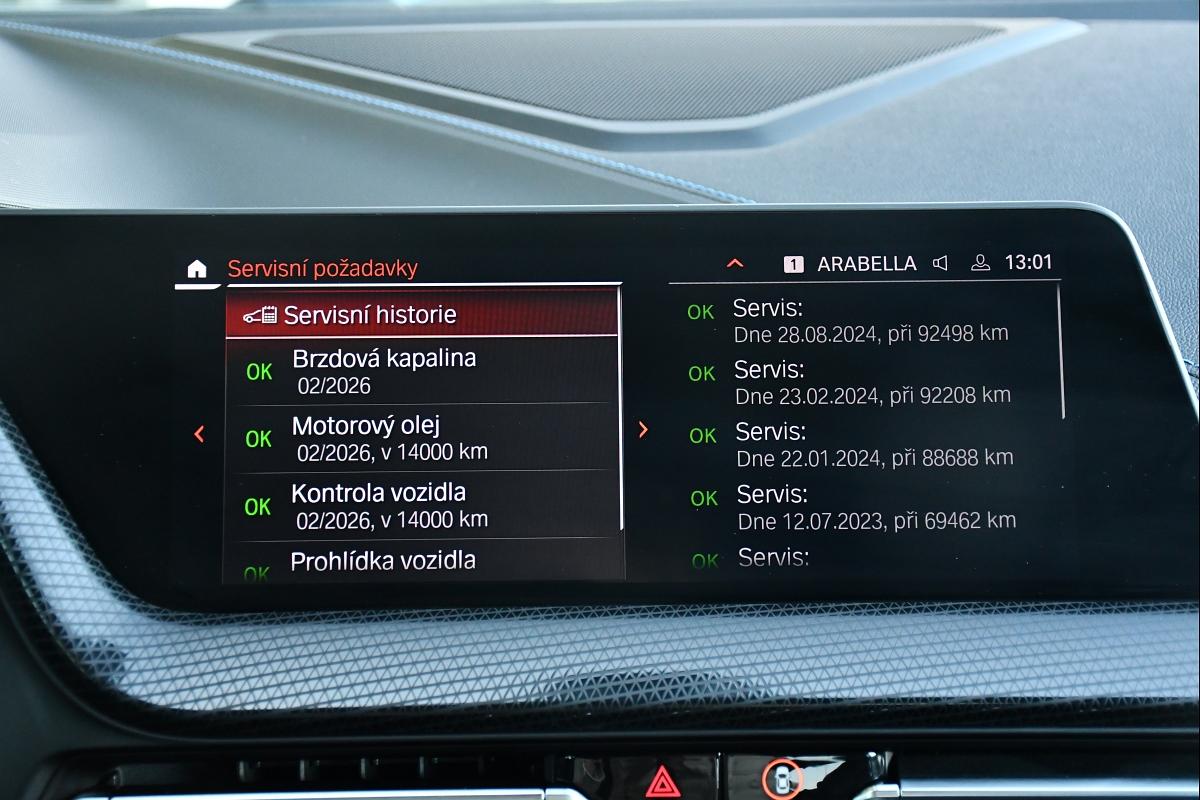 Servisní požadavky
1 ARABELLA 13:01
Servisní historie
OK Brzdová kapalina
02/2026
OK Motorový olej
02/2026, v 14000 km
OK Kontrola vozidla
02/2026, v 14000 km
OK Prohlídka vozidla
OK Servis:
Dne 28.08.2024, při 92498 km
OK Servis:
Dne 23.02.2024, při 92208 km
OK Servis:
Dne 22.01.2024, při 88688 km
OK Servis:
Dne 12.07.2023, při 69462 km
OK Servis: